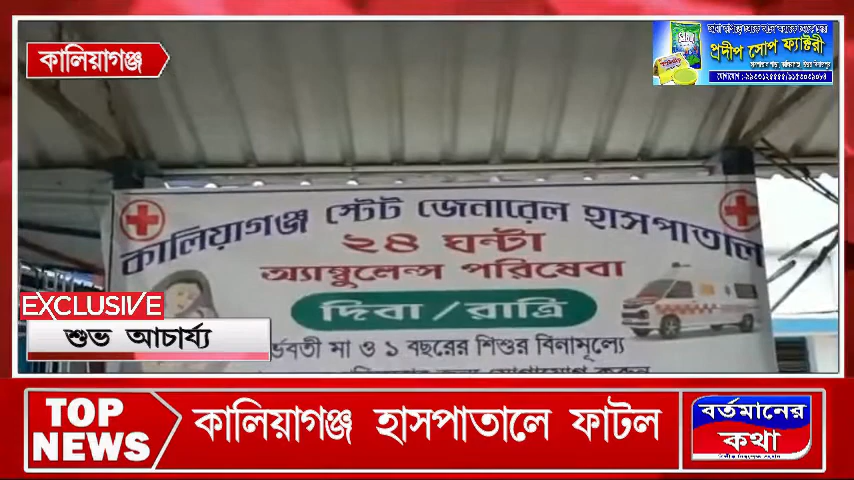 কালিয়াগঞ্জ
প্রদীপ সোপ ফ্যাক্টরী
কালিয়াগঞ্জ স্টেট জেনারেল হাসপাতাল
২৪ ঘন্টা
অ্যাম্বুলেন্স পরিষেবা
দিবা / রাত্রি
র্ভবতী মা ও ১ বছরের শিশুর বিনামূল্যে
যোগাযোগ করুন
EXCLUSIVE
শুভ আচার্য্য
TOP
NEWS
কালিয়াগঞ্জ হাসপাতালে ফাটল
বর্তমানের
কথা